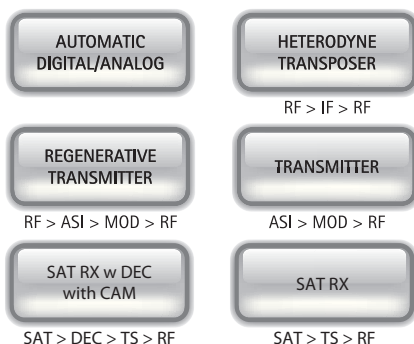 AUTOMATIC
DIGITAL/ANALOG
HETERODYNE
TRANSPOSER
RF > IF > RF
REGENERATIVE
TRANSMITTER
RF > ASI > MOD > RF
TRANSMITTER
ASI > MOD > RF
SAT RX w DEC
with CAM
SAT > DEC > TS > RF
SAT RX
SAT > TS > RF